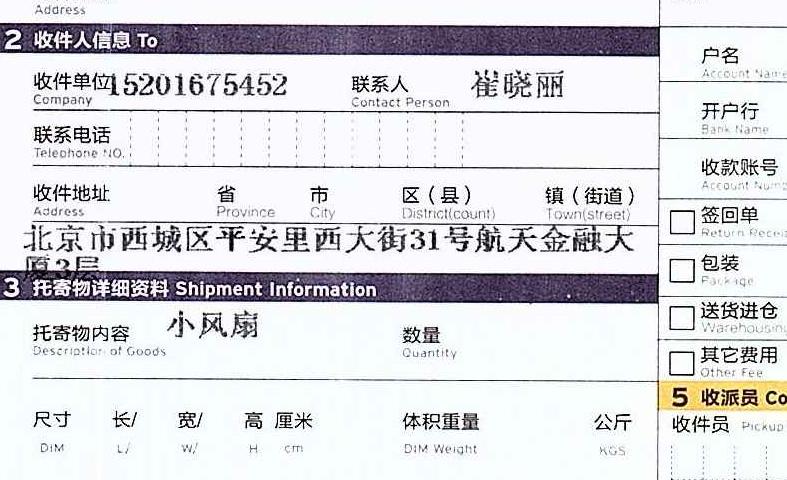 Address
2 收件人信息 To
收件单位 15201675452 联系人 崔晓丽
Company Contact Person
联系电话
Telephone NO.
收件地址 省 市 区（县） 镇（街道）
Address Province City District(count) Town(street)
北京市西城区平安里西大街31号航天金融大
厦3层
3 托寄物详细资料 Shipment Information
托寄物内容 小风扇 数量
Description of Goods Quantity
尺寸 长/ 宽/ 高 厘米 体积重量 公斤
DIM L/ W/ H cm DIM Weight KGS
户名
Account Name
开户行
Bank Name
收款账号
Account Num
签回单
Return Recei
包装
Package
送货进仓
Warehousing
其它费用
Other Fee
5 收派员 Co
收件员 Pickup